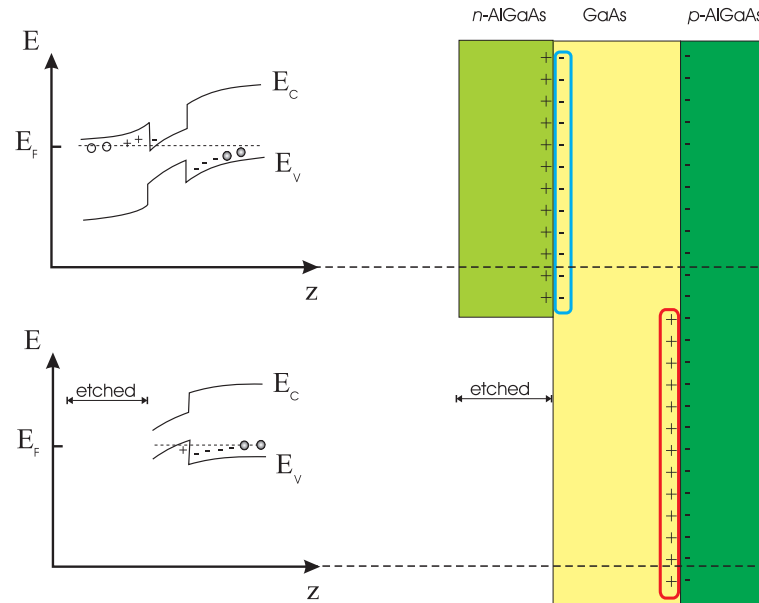 n-AlGaAs GaAs p-AlGaAs
E
E_C
E_F
+ + -
- - -
E_V
z
E
etched
E_C
E_F
+ - - - -
E_V
z
etched